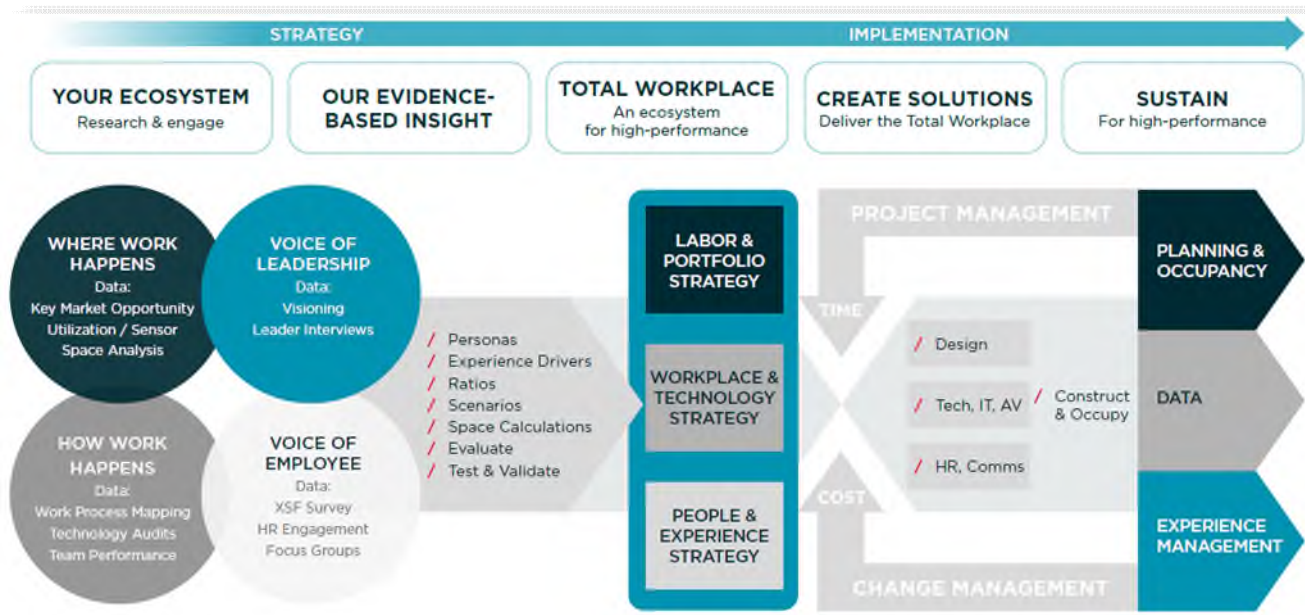 STRATEGY
IMPLEMENTATION
YOUR ECOSYSTEM
Research & engage
OUR EVIDENCE-
BASED INSIGHT
TOTAL WORKPLACE
An ecosystem
for high-performance
CREATE SOLUTIONS
Deliver the Total Workplace
SUSTAIN
For high-performance
WHERE WORK
HAPPENS
Data:
Key Market Opportunity
Utilization / Sensor
Space Analysis
VOICE OF
LEADERSHIP
Data:
Visioning
Leader Interviews
HOW WORK
HAPPENS
Data:
Work Process Mapping
Technology Audits
Team Performance
VOICE OF
EMPLOYEE
Data:
XSF Survey
HR Engagement
Focus Groups
/ Personas
/ Experience Drivers
/ Ratios
/ Scenarios
/ Space Calculations
/ Evaluate
/ Test & Validate
LABOR &
PORTFOLIO
STRATEGY
WORKPLACE &
TECHNOLOGY
STRATEGY
PEOPLE &
EXPERIENCE
STRATEGY
PROJECT MANAGEMENT
TIME
/ Design
/ Tech, IT, AV
/ HR, Comms
/ Construct
& Occupy
COST
CHANGE MANAGEMENT
PLANNING &
OCCUPANCY
DATA
EXPERIENCE
MANAGEMENT